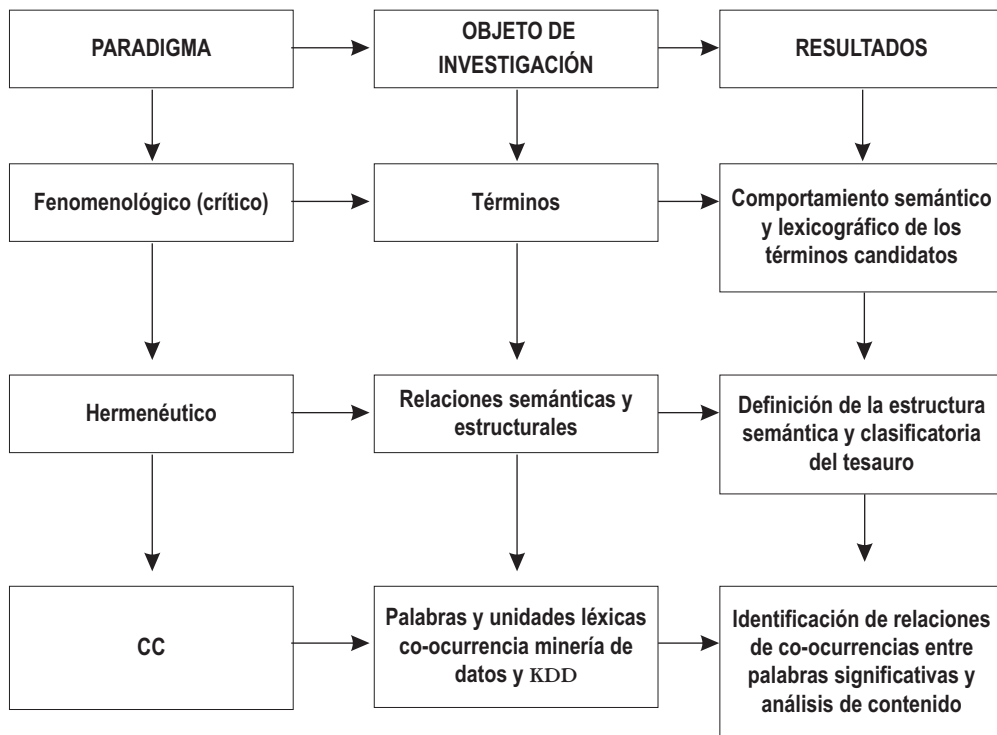 PARADIGMA
OBJETO DE
INVESTIGACIÓN
RESULTADOS
Fenomenológico (crítico)
Términos
Comportamiento semántico
y lexicográfico de los
términos candidatos
Hermenéutico
Relaciones semánticas y
estructurales
Definición de la estructura
semántica y clasificatoria
del tesauro
CC
Palabras y unidades léxicas
co-ocurrencia minería de
datos y KDD
Identificación de relaciones
de co-ocurrencias entre
palabras significativas y
análisis de contenido